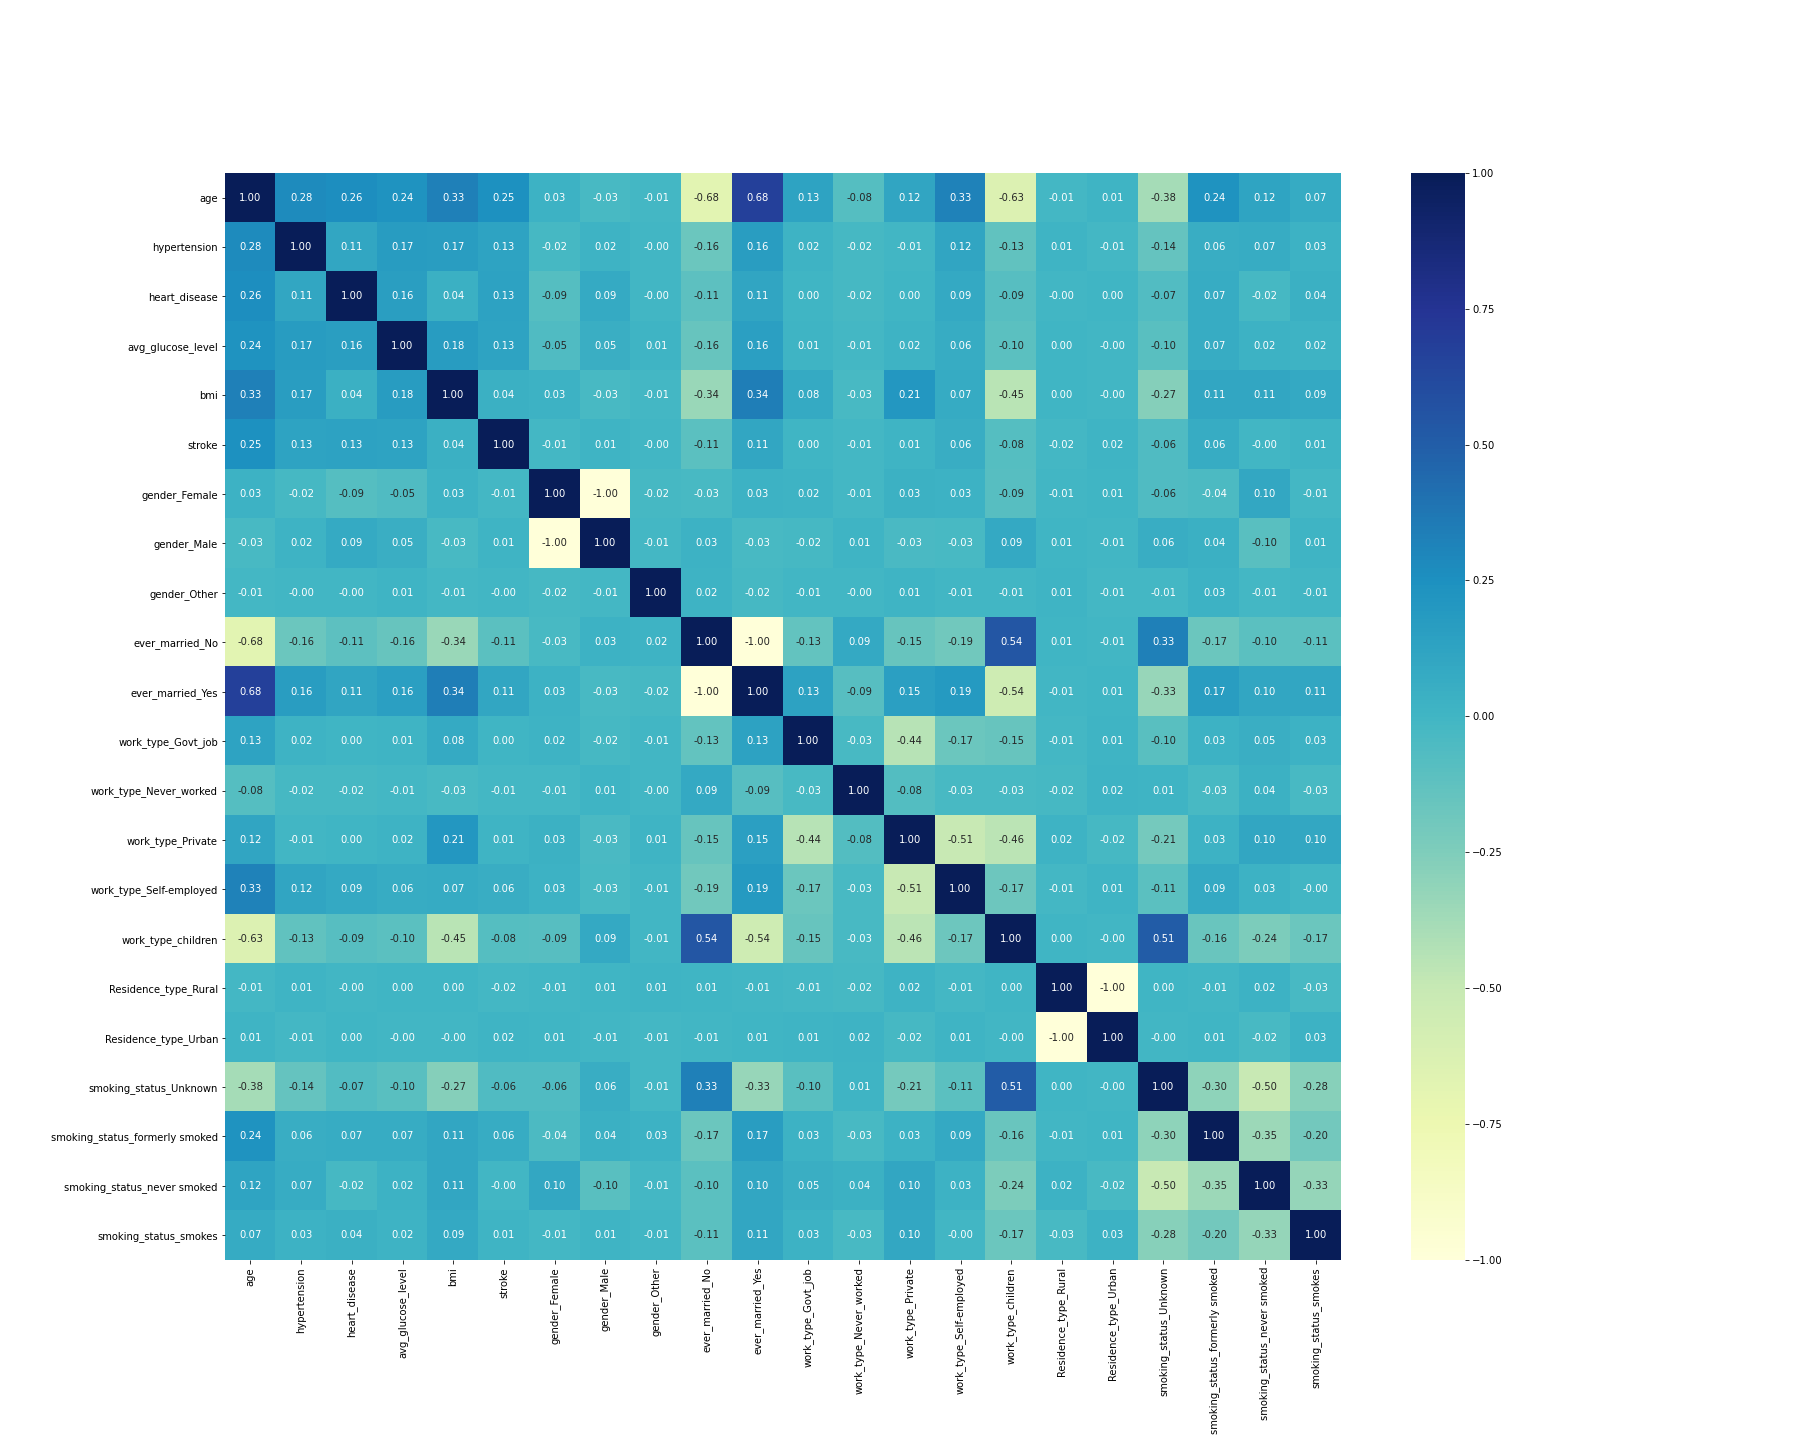 age 1.00 0.28 0.26 0.24 0.33 0.25 0.03 -0.03 -0.01 -0.68 0.68 0.13 -0.08 0.12 0.33 -0.63 -0.01 0.01 -0.38 0.24 0.12 0.07
hypertension 0.28 1.00 0.11 0.17 0.17 0.13 -0.02 0.02 -0.00 -0.16 0.16 0.02 -0.02 -0.01 0.12 -0.13 0.01 -0.01 -0.14 0.06 0.07 0.03
heart_disease 0.26 0.11 1.00 0.16 0.04 0.13 -0.09 0.09 -0.00 -0.11 0.11 0.00 -0.02 0.00 0.09 -0.09 -0.00 0.00 -0.07 0.07 -0.02 0.04
avg_glucose_level 0.24 0.17 0.16 1.00 0.18 0.13 -0.05 0.05 0.01 -0.16 0.16 0.01 -0.01 0.02 0.06 -0.10 0.00 -0.00 -0.10 0.07 0.02 0.02
bmi 0.33 0.17 0.04 0.18 1.00 0.04 0.03 -0.03 -0.01 -0.34 0.34 0.08 -0.03 0.21 0.07 -0.45 0.00 -0.00 -0.27 0.11 0.11 0.09
stroke 0.25 0.13 0.13 0.13 0.04 1.00 -0.01 0.01 -0.00 -0.11 0.11 0.00 -0.01 0.01 0.06 -0.08 -0.02 0.02 -0.06 0.06 -0.00 0.01
gender_Female 0.03 -0.02 -0.09 -0.05 0.03 -0.01 1.00 -1.00 -0.02 -0.03 0.03 0.02 -0.01 0.03 0.03 -0.09 -0.01 0.01 -0.06 -0.04 0.10 -0.01
gender_Male -0.03 0.02 0.09 0.05 -0.03 0.01 -1.00 1.00 -0.01 0.03 -0.03 -0.02 0.01 -0.03 -0.03 0.09 0.01 -0.01 0.06 0.04 -0.10 0.01
gender_Other -0.01 -0.00 -0.00 0.01 -0.01 -0.00 -0.02 -0.01 1.00 0.02 -0.02 -0.01 -0.00 0.01 -0.01 -0.01 0.01 -0.01 -0.01 0.03 -0.01 -0.01
ever_married_No -0.68 -0.16 -0.11 -0.16 -0.34 -0.11 -0.03 0.03 0.02 1.00 -1.00 -0.13 0.09 -0.15 -0.19 0.54 0.01 -0.01 0.33 -0.17 -0.10 -0.11
ever_married_Yes 0.68 0.16 0.11 0.16 0.34 0.11 0.03 -0.03 -0.02 -1.00 1.00 0.13 -0.09 0.15 0.19 -0.54 -0.01 0.01 -0.33 0.17 0.10 0.11
work_type_Govt_job 0.13 0.02 0.00 0.01 0.08 0.00 0.02 -0.02 -0.01 -0.13 0.13 1.00 -0.03 -0.44 -0.17 -0.15 -0.01 0.01 -0.10 0.03 0.05 0.03
work_type_Never_worked -0.08 -0.02 -0.02 -0.01 -0.03 -0.01 -0.01 0.01 -0.00 0.09 -0.09 -0.03 1.00 -0.08 -0.03 -0.03 -0.02 0.02 0.01 -0.03 0.04 -0.03
work_type_Private 0.12 -0.01 0.00 0.02 0.21 0.01 0.03 -0.03 0.01 -0.15 0.15 -0.44 -0.08 1.00 -0.51 -0.46 0.02 -0.02 -0.21 0.03 0.10 0.10
work_type_Self-employed 0.33 0.12 0.09 0.06 0.07 0.06 0.03 -0.03 -0.01 -0.19 0.19 -0.17 -0.03 -0.51 1.00 -0.17 -0.01 0.01 -0.11 0.09 0.03 -0.00
work_type_children -0.63 -0.13 -0.09 -0.10 -0.45 -0.08 -0.09 0.09 -0.01 0.54 -0.54 -0.15 -0.03 -0.46 -0.17 1.00 0.00 -0.00 0.51 -0.16 -0.24 -0.17
Residence_type_Rural -0.01 0.01 -0.00 0.00 0.00 -0.02 -0.01 0.01 0.01 0.01 -0.01 -0.01 -0.02 0.02 -0.01 0.00 1.00 -1.00 0.00 -0.01 0.02 -0.03
Residence_type_Urban 0.01 -0.01 0.00 -0.00 -0.00 0.02 0.01 -0.01 -0.01 -0.01 0.01 0.01 0.02 -0.02 0.01 -0.00 -1.00 1.00 -0.00 0.01 -0.02 0.03
smoking_status_Unknown -0.38 -0.14 -0.07 -0.10 -0.27 -0.06 -0.06 0.06 -0.01 0.33 -0.33 -0.10 0.01 -0.21 -0.11 0.51 0.00 -0.00 1.00 -0.30 -0.50 -0.28
smoking_status_formerly smoked 0.24 0.06 0.07 0.07 0.11 0.06 -0.04 0.04 0.03 -0.17 0.17 0.03 -0.03 0.03 0.09 -0.16 -0.01 0.01 -0.30 1.00 -0.35 -0.20
smoking_status_never smoked 0.12 0.07 -0.02 0.02 0.11 -0.00 0.10 -0.10 -0.01 -0.10 0.10 0.05 0.04 0.10 0.03 -0.24 0.02 -0.02 -0.50 -0.35 1.00 -0.33
smoking_status_smokes 0.07 0.03 0.04 0.02 0.09 0.01 -0.01 0.01 -0.01 -0.11 0.11 0.03 -0.03 0.10 -0.00 -0.17 -0.03 0.03 -0.28 -0.20 -0.33 1.00
age
hypertension
heart_disease
avg_glucose_level
bmi
stroke
gender_Female
gender_Male
gender_Other
ever_married_No
ever_married_Yes
work_type_Govt_job
work_type_Never_worked
work_type_Private
work_type_Self-employed
work_type_children
Residence_type_Rural
Residence_type_Urban
smoking_status_Unknown
smoking_status_formerly smoked
smoking_status_never smoked
smoking_status_smokes
1.00
0.75
0.50
0.25
0.00
−0.25
−0.50
−0.75
−1.00